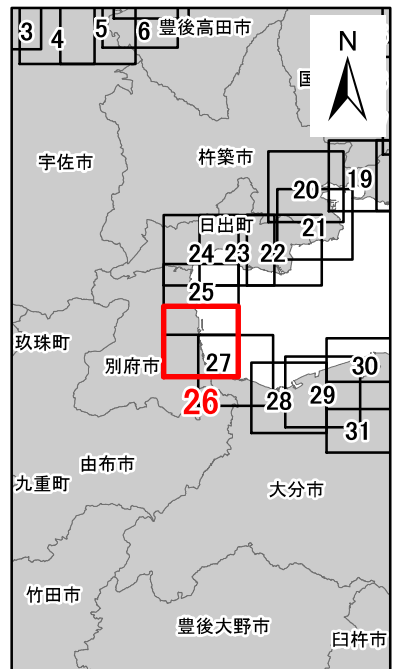 3
4
5
6
豊後高田市
N
国
宇佐市
杵築市
19
20
日出町
21
24
23
22
25
玖珠町
別府市
27
30
26
28
29
31
由布市
九重町
大分市
竹田市
豊後大野市
臼杵市